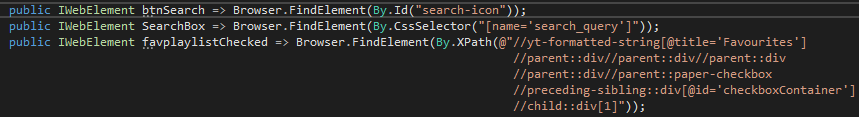 public IWebElement btnSearch => Browser.FindElement(By.Id("search-icon"));
public IWebElement SearchBox => Browser.FindElement(By.CssSelector("[name='search_query']"));
public IWebElement favplaylistChecked => Browser.FindElement(By.XPath(@"//yt-formatted-string[@title='Favourites']
//parent::div//parent::div//parent::div
//parent::div//parent::paper-checkbox
//preceding-sibling::div[@id='checkboxContainer']
//child::div[1]"));